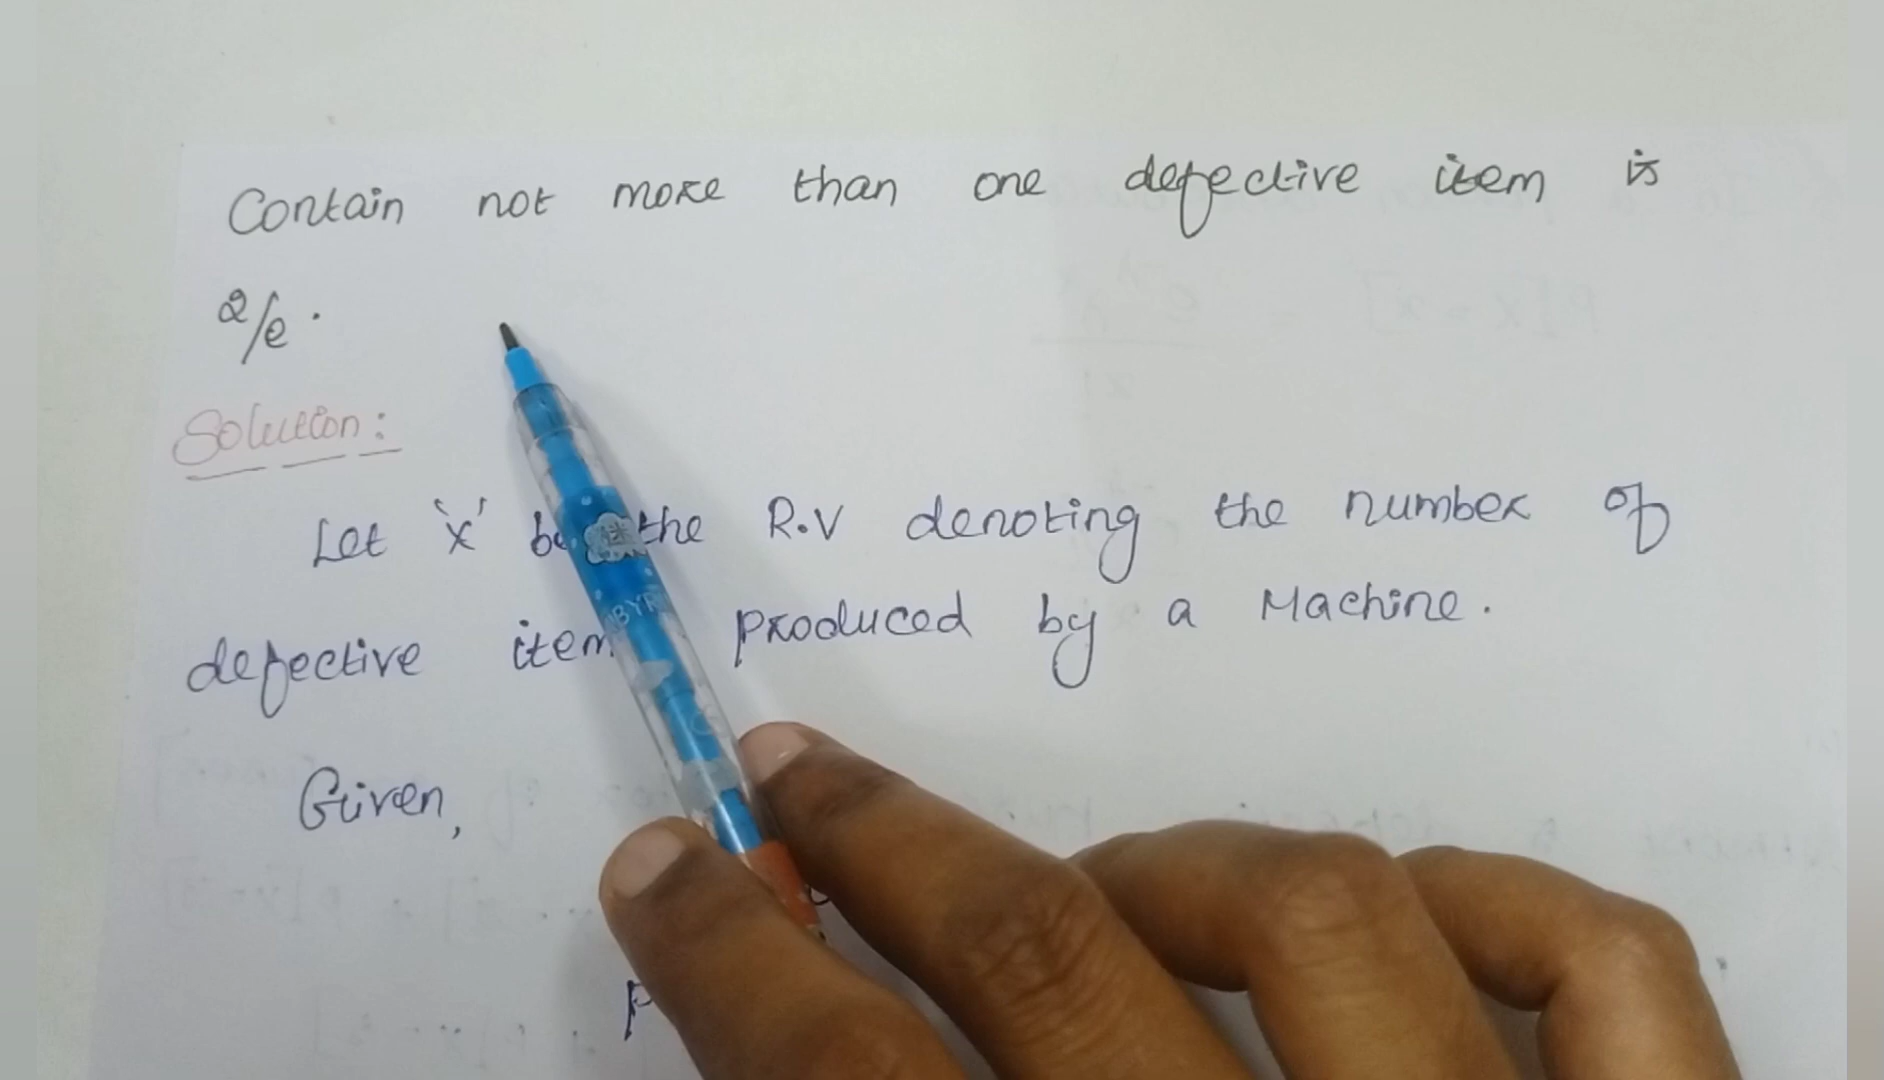 Contain not more than one defective item is
2/e.
Solution:
Let 'x' be the R.V denoting the number of
defective item produced by a Machine.
Given,
P